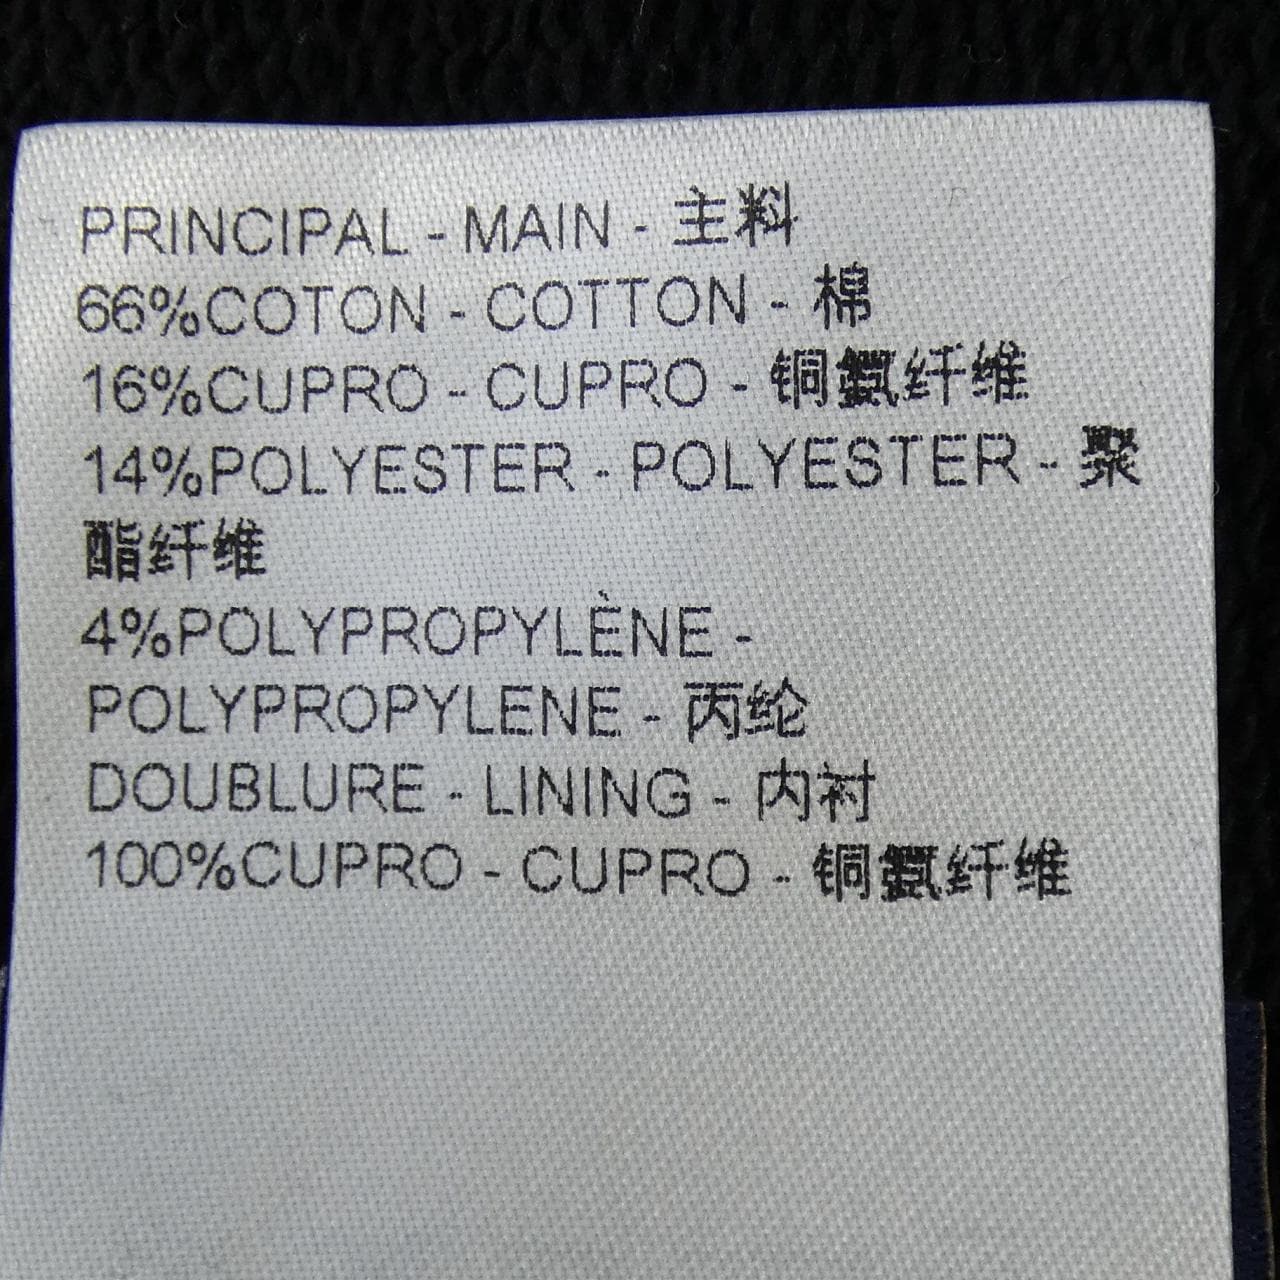 PRINCIPAL - MAIN - 主料
66%COTON - COTTON - 棉
16%CUPRO - CUPRO - 铜氨纤维
14%POLYESTER - POLYESTER - 聚
酯纤维
4%POLYPROPYLÈNE -
POLYPROPYLENE - 丙纶
DOUBLURE - LINING - 内衬
100%CUPRO - CUPRO - 铜氨纤维